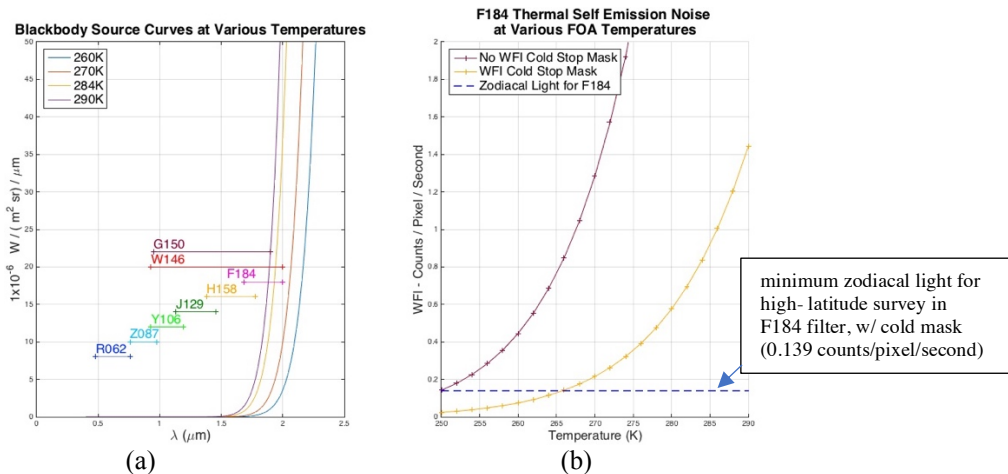 Blackbody Source Curves at Various Temperatures
50
45
40
35
30
25
20
15
10
5
0
1x10⁻⁶ W / ( m² sr) / μm
260K
270K
284K
290K
G150
W146
F184
H158
J129
Y106
Z087
R062
0
0.5
1
1.5
2
2.5
λ (μm)
(a)
F184 Thermal Self Emission Noise
at Various FOA Temperatures
2
1.8
1.6
1.4
1.2
1
0.8
0.6
0.4
0.2
0
WFI - Counts / Pixel / Second
No WFI Cold Stop Mask
WFI Cold Stop Mask
Zodiacal Light for F184
250
255
260
265
270
275
280
285
290
Temperature (K)
(b)
minimum zodiacal light for
high- latitude survey in
F184 filter, w/ cold mask
(0.139 counts/pixel/second)